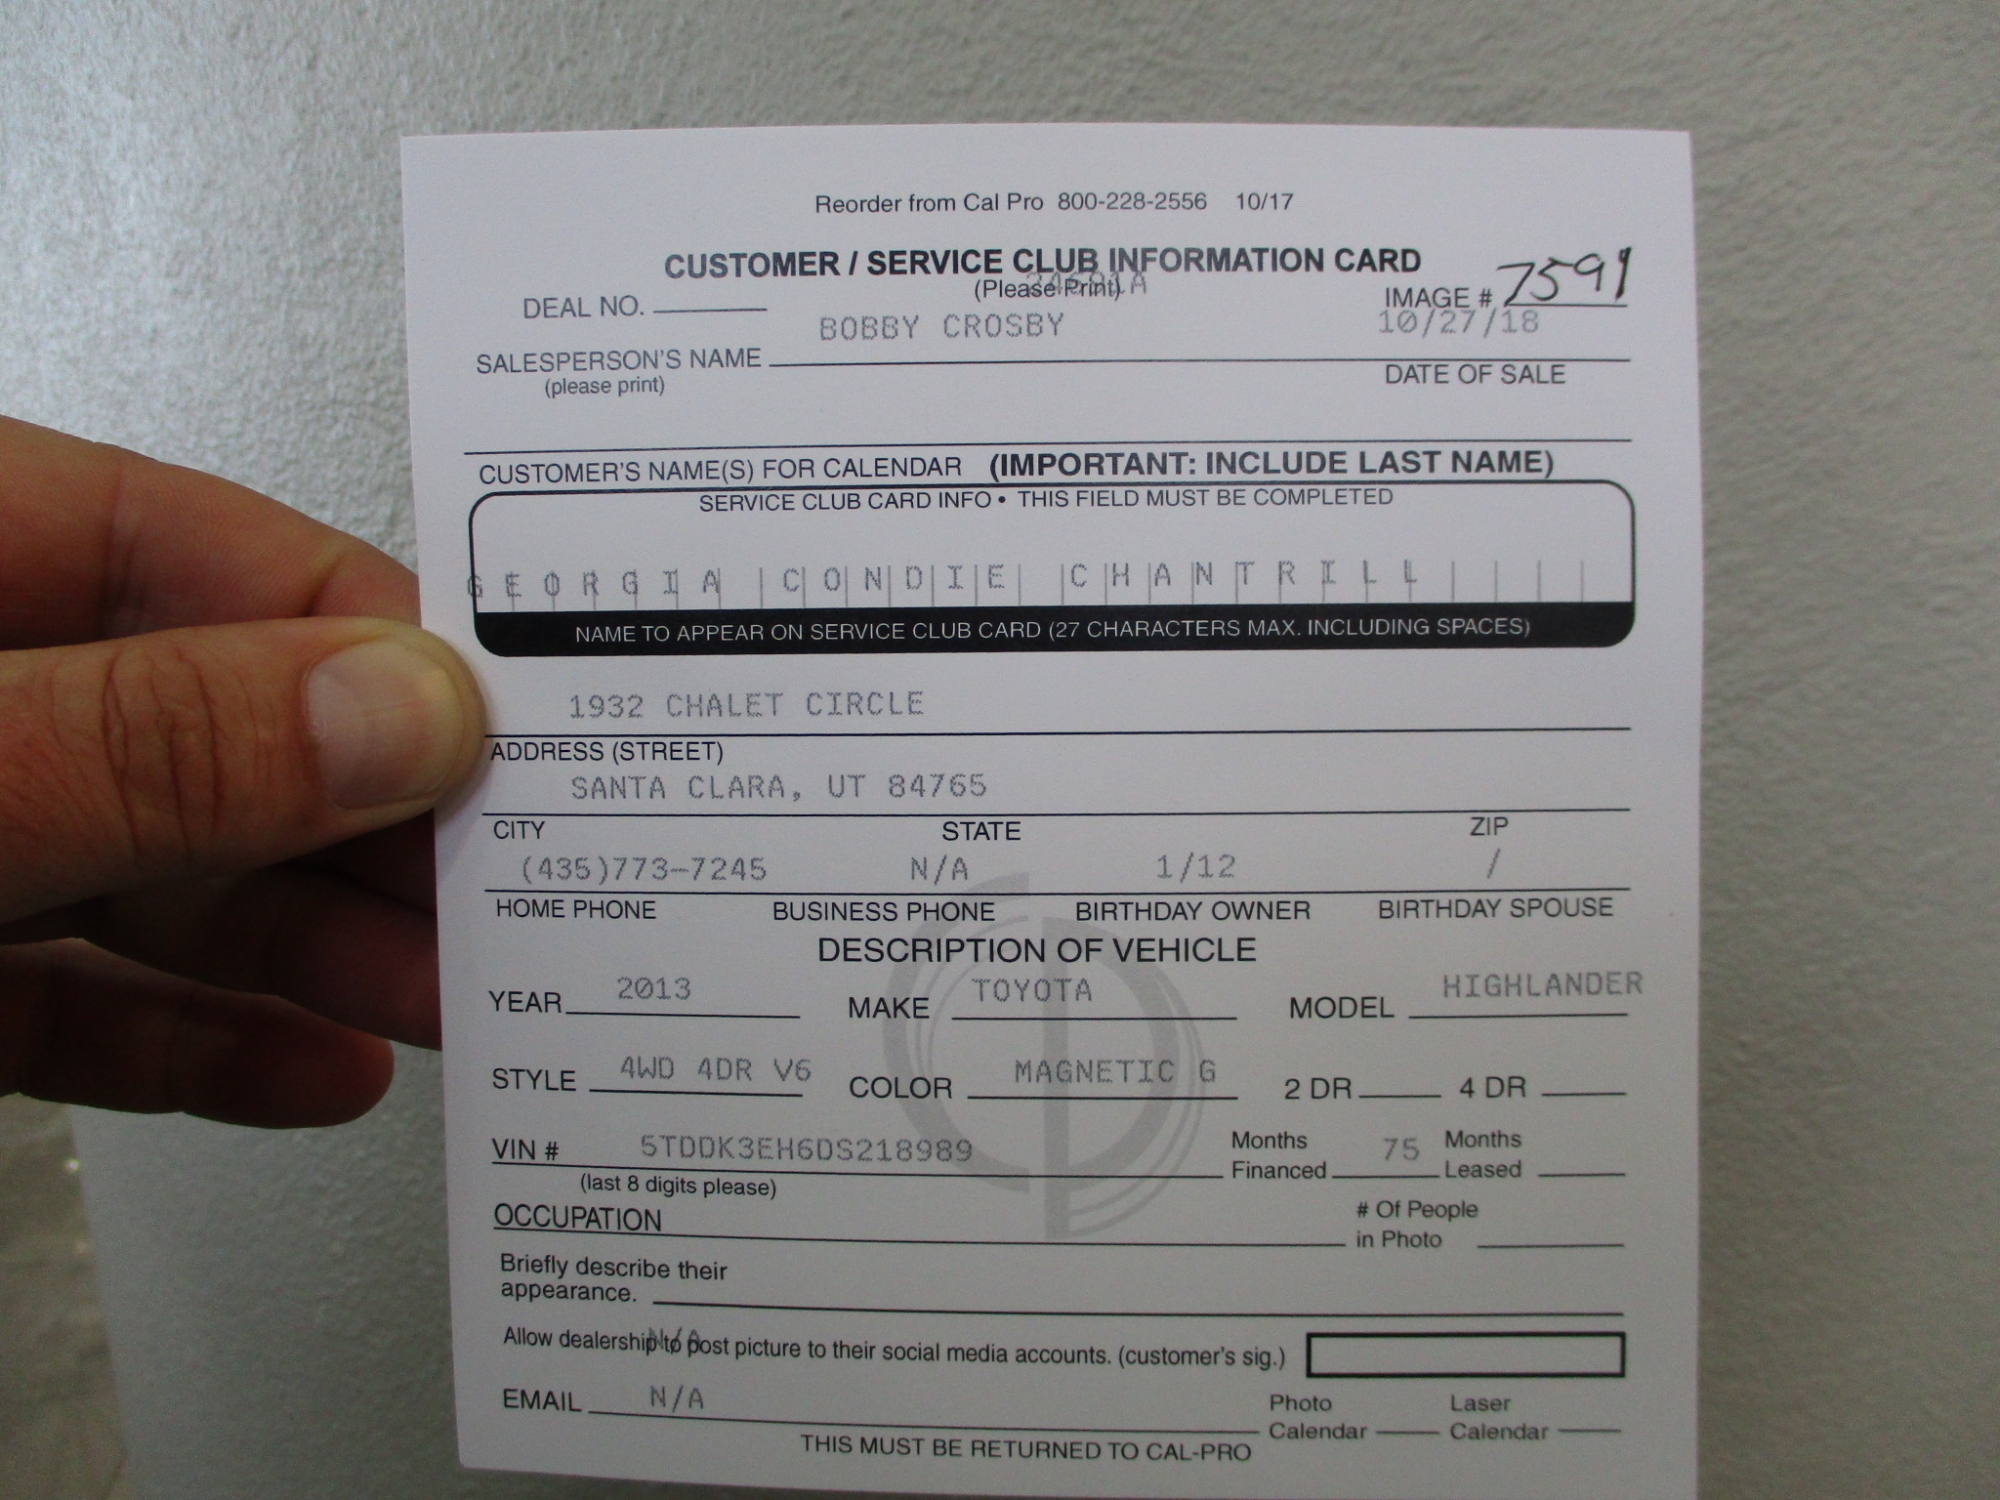 Reorder from Cal Pro 800-228-2556 10/17
CUSTOMER / SERVICE CLUB INFORMATION CARD
(Please Print)
DEAL NO. IMAGE # 7591
BOBBY CROSBY 10/27/18
SALESPERSON'S NAME DATE OF SALE
(please print)
CUSTOMER'S NAME(S) FOR CALENDAR (IMPORTANT: INCLUDE LAST NAME)
SERVICE CLUB CARD INFO • THIS FIELD MUST BE COMPLETED
GEORGIA CONDIE CHANTRILL
NAME TO APPEAR ON SERVICE CLUB CARD (27 CHARACTERS MAX. INCLUDING SPACES)
1932 CHALET CIRCLE
ADDRESS (STREET)
SANTA CLARA, UT 84765
CITY STATE ZIP
(435)773-7245 N/A 1/12 /
HOME PHONE BUSINESS PHONE BIRTHDAY OWNER BIRTHDAY SPOUSE
DESCRIPTION OF VEHICLE
YEAR 2013 MAKE TOYOTA MODEL HIGHLANDER
STYLE 4WD 4DR V6 COLOR MAGNETIC G 2 DR 4 DR
VIN # 5TDDK3EH6DS218989 Months Financed 75 Months Leased
(last 8 digits please)
OCCUPATION # Of People in Photo
Briefly describe their
appearance.
N/A
Allow dealership to post picture to their social media accounts. (customer's sig.)
EMAIL N/A Photo Calendar Laser Calendar
THIS MUST BE RETURNED TO CAL-PRO